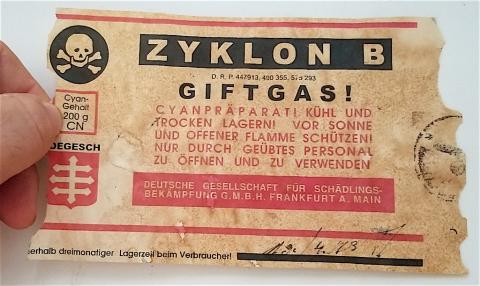 ZYKLON B
D. R. P. 447913, 490 355, 293
GIFTGAS!
Cyan-
Gehalt
200 g
CN
CYANPRÄPARAT! KÜHL UND
TROCKEN LAGERN! VOR SONNE
UND OFFENER FLAMME SCHÜTZEN!
NUR DURCH GEÜBTES PERSONAL
ZU ÖFFNEN UND ZU VERWENDEN
DEGESCH
DEUTSCHE GESELLSCHAFT FÜR SCHÄDLINGS-
BEKÄMPFUNG G.M.B.H. FRANKFURT A. MAIN
erhalb dreimonatiger Lagerzeit beim Verbraucher!